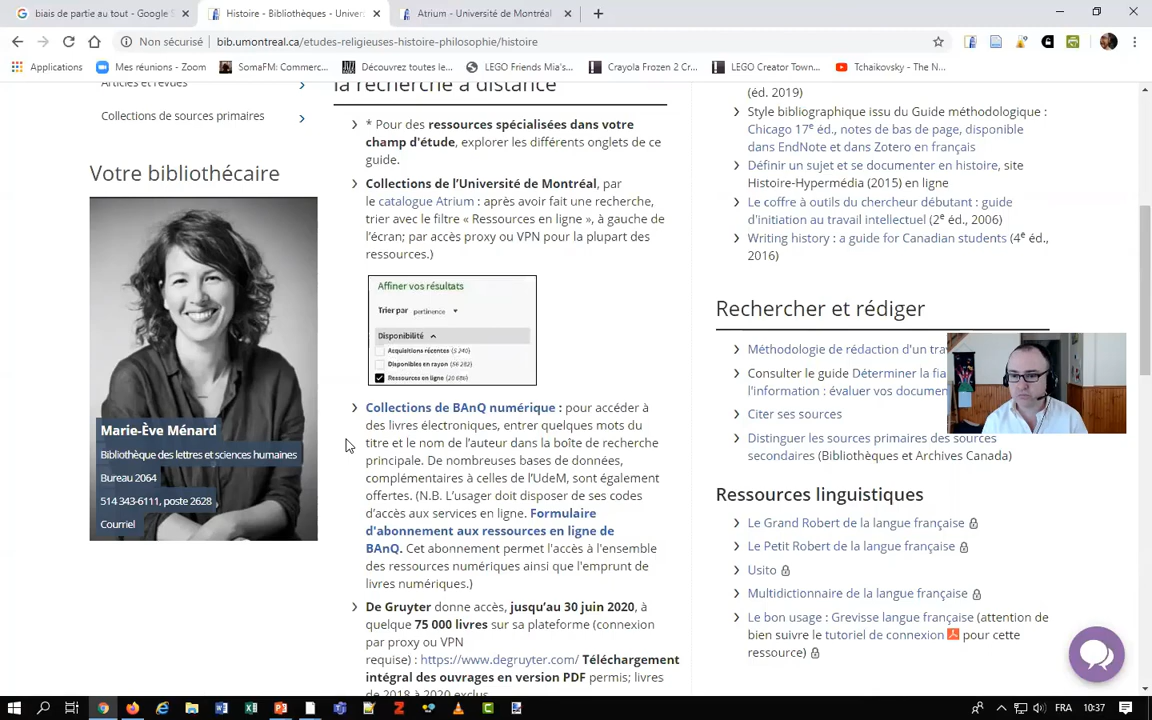 biais de partie au tout - Google S
Histoire - Bibliothèques - Univer
Atrium - Université de Montréal
Non sécurisé
bib.umontreal.ca/etudes-religieuses-histoire-philosophie/histoire
Applications
Mes réunions - Zoom
SomaFM: Commerc...
Découvrez toutes le...
LEGO Friends Mia's...
Crayola Frozen 2 Cr...
LEGO Creator Town...
Tchaikovsky - The N...
Articles et revues
Collections de sources primaires
Votre bibliothécaire
Marie-Ève Ménard
Bibliothèque des lettres et sciences humaines
Bureau 2064
514 343-6111, poste 2628
Courriel
la recherche à distance
* Pour des ressources spécialisées dans votre
champ d'étude, explorer les différents onglets de ce
guide.
Collections de l'Université de Montréal, par
le catalogue Atrium : après avoir fait une recherche,
trier avec le filtre « Ressources en ligne », à gauche de
l'écran; par accès proxy ou VPN pour la plupart des
ressources.)
Affiner vos résultats
Trier par pertinence
Disponibilité
Acquisitions récentes (5 240)
Disponibles en rayon (56 282)
Ressources en ligne (20 680)
Collections de BAnQ numérique : pour accéder à
des livres électroniques, entrer quelques mots du
titre et le nom de l'auteur dans la boîte de recherche
principale. De nombreuses bases de données,
complémentaires à celles de l'UdeM, sont également
offertes. (N.B. L'usager doit disposer de ses codes
d'accès aux services en ligne. Formulaire
d'abonnement aux ressources en ligne de
BAnQ. Cet abonnement permet l'accès à l'ensemble
des ressources numériques ainsi que l'emprunt de
livres numériques.)
De Gruyter donne accès, jusqu'au 30 juin 2020, à
quelque 75 000 livres sur sa plateforme (connexion
par proxy ou VPN
requise) : https://www.degruyter.com/ Téléchargement
intégral des ouvrages en version PDF permis; livres
de 2018 à 2020 exclus
(éd. 2019)
Style bibliographique issu du Guide méthodologique :
Chicago 17e éd., notes de bas de page, disponible
dans EndNote et dans Zotero en français
Définir un sujet et se documenter en histoire, site
Histoire-Hypermédia (2015) en ligne
Le coffre à outils du chercheur débutant : guide
d'initiation au travail intellectuel (2e éd., 2006)
Writing history : a guide for Canadian students (4e éd.,
2016)
Rechercher et rédiger
Méthodologie de rédaction d'un tra
Consulter le guide Déterminer la fia
l'information : évaluer vos documen
Citer ses sources
Distinguer les sources primaires des sources
secondaires (Bibliothèques et Archives Canada)
Ressources linguistiques
Le Grand Robert de la langue française
Le Petit Robert de la langue française
Usito
Multidictionnaire de la langue française
Le bon usage : Grevisse langue française (attention de
bien suivre le tutoriel de connexion pour cette
ressource)
FRA
10:37